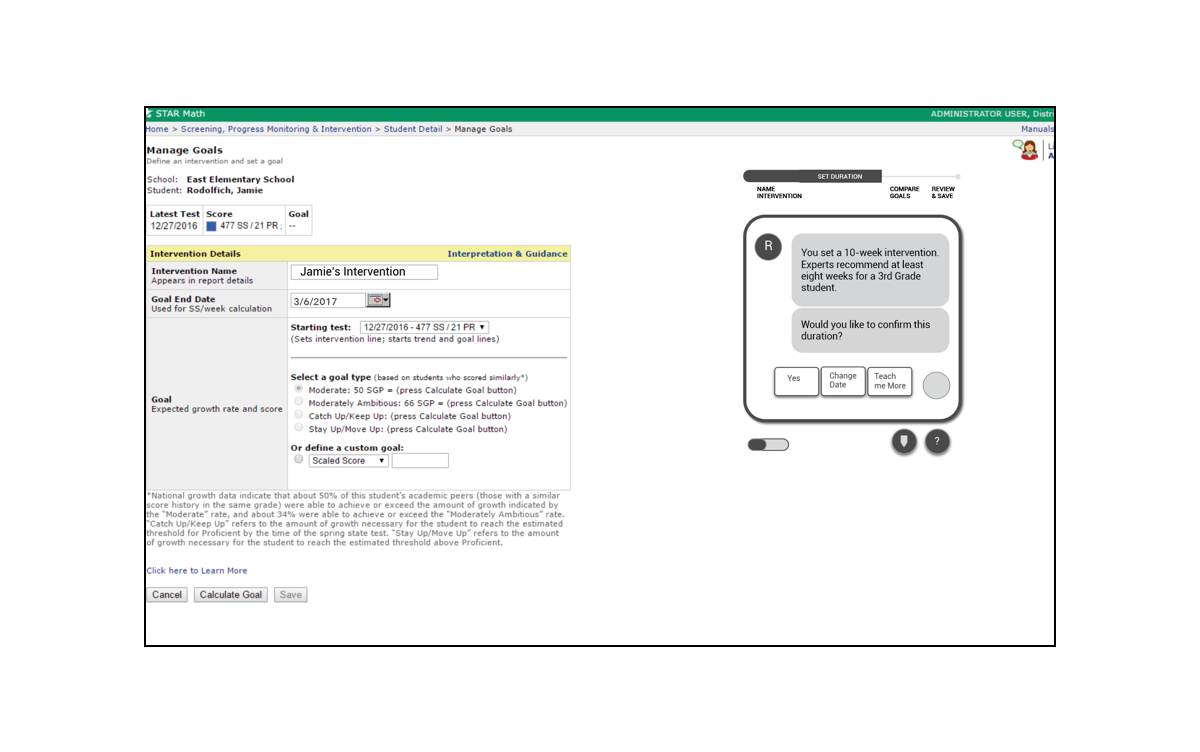 STAR Math
ADMINISTRATOR USER, Distri
Home > Screening, Progress Monitoring & Intervention > Student Detail > Manage Goals
Manuals
Manage Goals
Define an intervention and set a goal
Li
A
School: East Elementary School
Student: Rodolfich, Jamie
Latest Test Score Goal
12/27/2016 477 SS / 21 PR : --
Intervention Details Interpretation & Guidance
Intervention Name
Appears in report details
Jamie's Intervention
Goal End Date
Used for SS/week calculation
3/6/2017
Goal
Expected growth rate and score
Starting test: 12/27/2016 - 477 SS / 21 PR
(Sets intervention line; starts trend and goal lines)
Select a goal type (based on students who scored similarly*)
Moderate: 50 SGP = (press Calculate Goal button)
Moderately Ambitious: 66 SGP = (press Calculate Goal button)
Catch Up/Keep Up: (press Calculate Goal button)
Stay Up/Move Up: (press Calculate Goal button)
Or define a custom goal:
Scaled Score
*National growth data indicate that about 50% of this student's academic peers (those with a similar
score history in the same grade) were able to achieve or exceed the amount of growth indicated by
the "Moderate" rate, and about 34% were able to achieve or exceed the "Moderately Ambitious" rate.
"Catch Up/Keep Up" refers to the amount of growth necessary for the student to reach the estimated
threshold for Proficient by the time of the spring state test. "Stay Up/Move Up" refers to the amount
of growth necessary for the student to reach the estimated threshold above Proficient.
Click here to Learn More
Cancel Calculate Goal Save
SET DURATION
NAME
INTERVENTION
COMPARE
GOALS
REVIEW
& SAVE
R
You set a 10-week intervention.
Experts recommend at least
eight weeks for a 3rd Grade
student.
Would you like to confirm this
duration?
Yes
Change
Date
Teach
me More
?